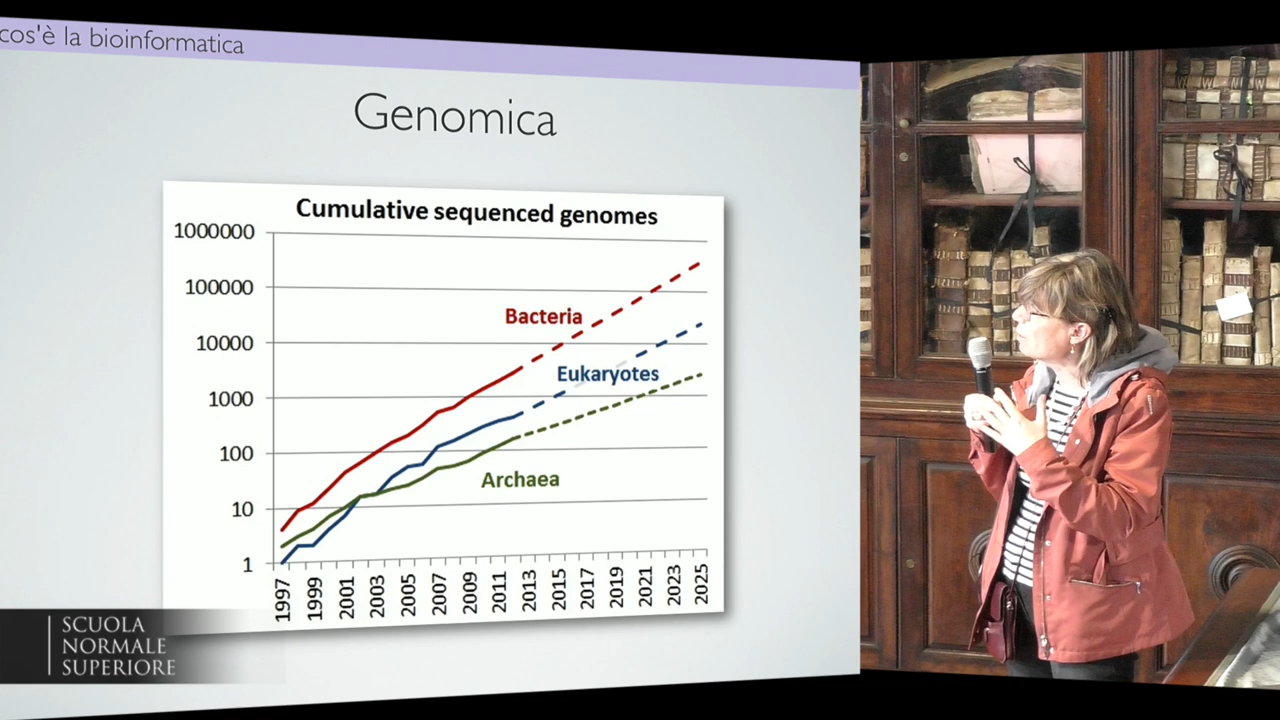 cos'è la bioinformatica
Genomica
Cumulative sequenced genomes
1000000
100000
10000
1000
100
10
1
Bacteria
Eukaryotes
Archaea
1997
1999
2001
2003
2005
2007
2009
2011
2013
2015
2017
2019
2021
2023
2025
SCUOLA
NORMALE
SUPERIORE